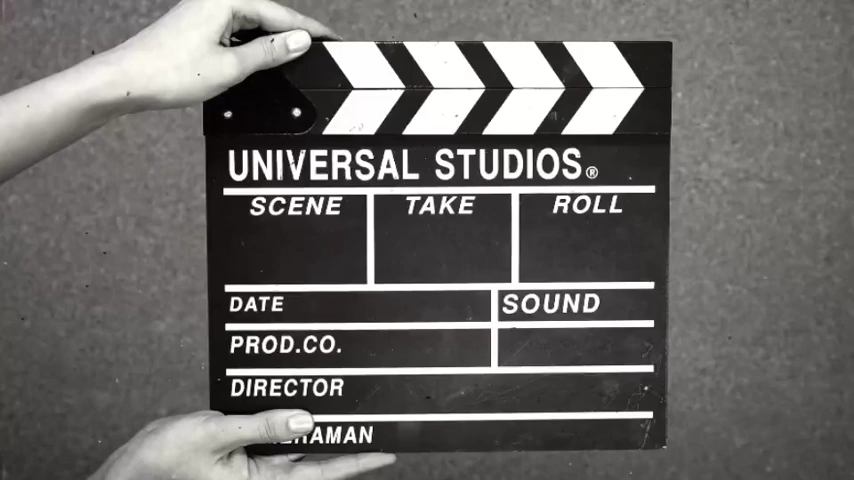 UNIVERSAL STUDIOS®
SCENE TAKE ROLL
DATE SOUND
PROD.CO.
DIRECTOR